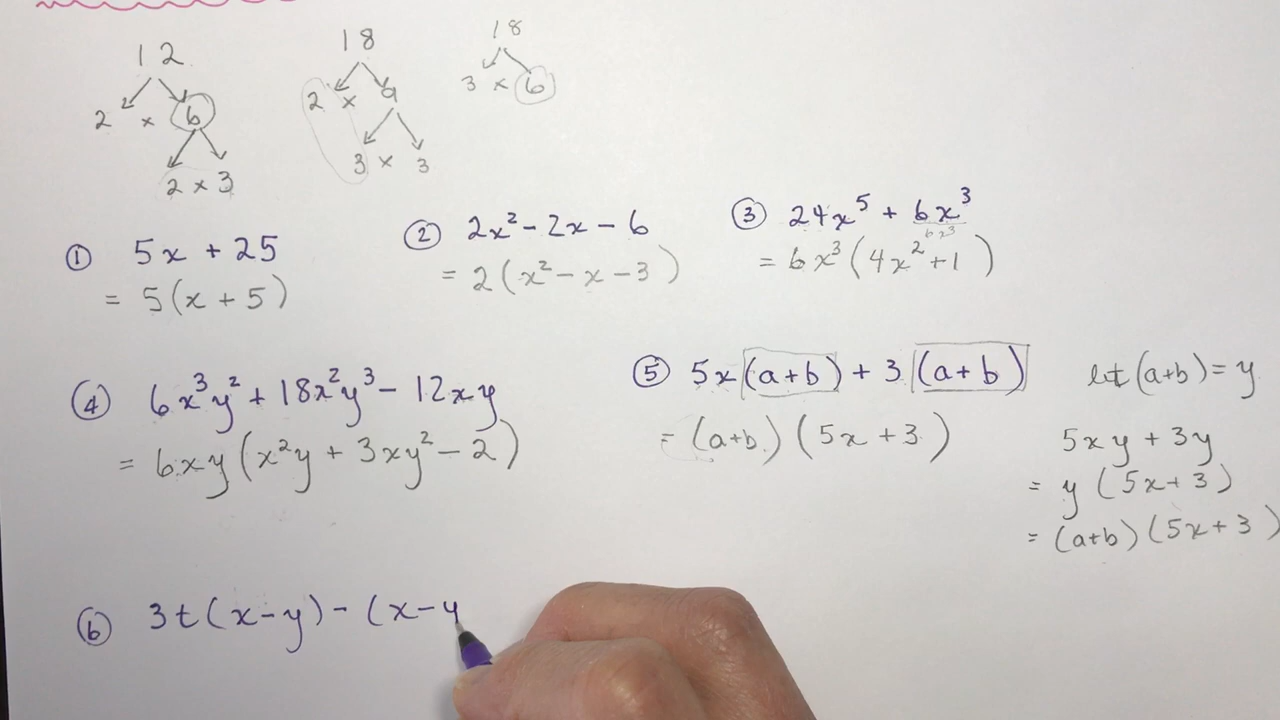 12
2 x 6
2 x 3
18
2 x 9
3 x 3
18
3 x 6
① 5x + 25
= 5(x + 5)
② 2x² - 2x - 6
= 2(x² - x - 3)
③ 24x⁵ + 6x³
6x³
= 6x³(4x² + 1)
④ 6x³y² + 18x²y³ - 12xy
= 6xy(x²y + 3xy² - 2)
⑤ 5x(a+b) + 3(a+b)
= (a+b)(5x + 3)
let (a+b) = y
5xy + 3y
= y(5x + 3)
= (a+b)(5x + 3)
⑥ 3t(x-y) - (x-y